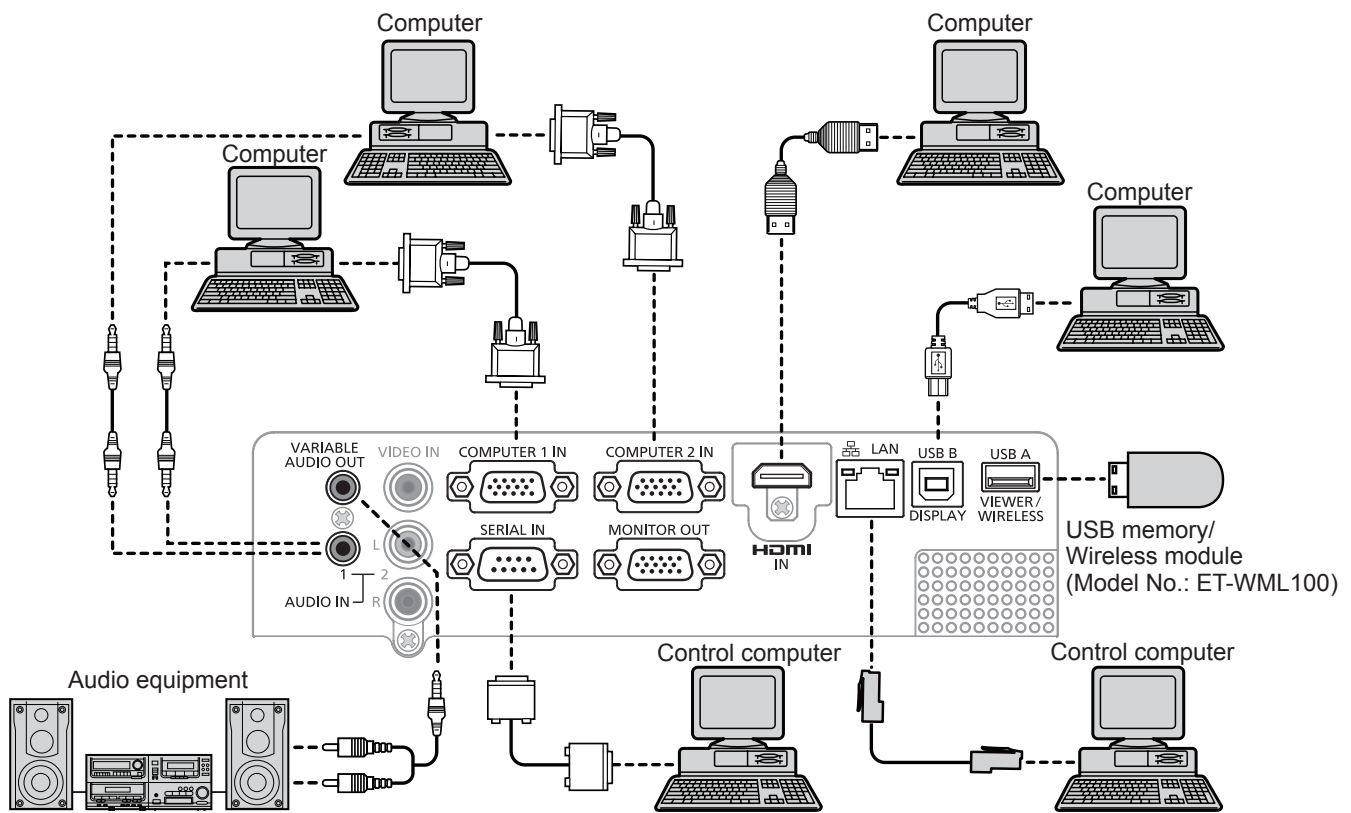 Computer
Computer
Computer
Computer
VARIABLE
AUDIO OUT
VIDEO IN
COMPUTER 1 IN
COMPUTER 2 IN
LAN
USB B
USB A
DISPLAY
VIEWER /
WIRELESS
SERIAL IN
MONITOR OUT
HDMI
IN
L
1
2
AUDIO IN
R
USB memory/
Wireless module
(Model No.: ET-WML100)
Audio equipment
Control computer
Control computer